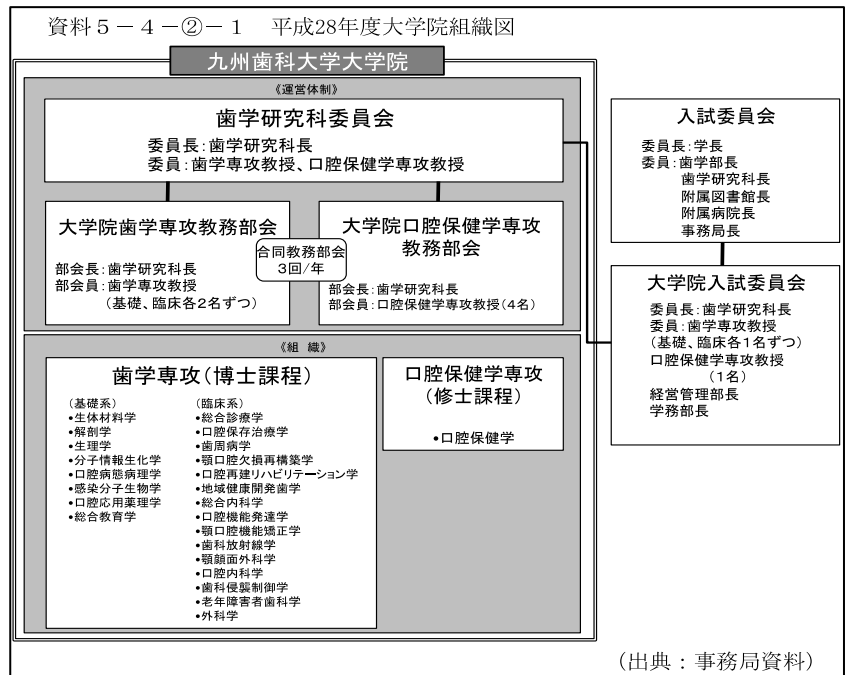 資料５－４－②－１　平成28年度大学院組織図
九州歯科大学大学院
《運営体制》
歯学研究科委員会
委員長:歯学研究科長
委員:歯学専攻教授、口腔保健学専攻教授
大学院歯学専攻教務部会
部会長:歯学研究科長
部会員:歯学専攻教授
（基礎、臨床各２名ずつ）
合同教務部会
３回/年
大学院口腔保健学専攻
教務部会
部会長:歯学研究科長
部会員:口腔保健学専攻教授（４名）
《組 織》
歯学専攻（博士課程）
（基礎系）
•生体材料学
•解剖学
•生理学
•分子情報生化学
•口腔病態病理学
•感染分子生物学
•口腔応用薬理学
•総合教育学
（臨床系）
•総合診療学
•口腔保存治療学
•歯周病学
•顎口腔欠損再構築学
•口腔再建リハビリテーション学
•地域健康開発歯学
•総合内科学
•口腔機能発達学
•顎口腔機能矯正学
•歯科放射線学
•顎顔面外科学
•口腔内科学
•歯科侵襲制御学
•老年障害者歯科学
•外科学
口腔保健学専攻
（修士課程）
•口腔保健学
入試委員会
委員長:学長
委員:歯学部長
歯学研究科長
附属図書館長
附属病院長
事務局長
大学院入試委員会
委員長:歯学研究科長
委員:歯学専攻教授
（基礎、臨床各１名ずつ）
口腔保健学専攻教授
（１名）
経営管理部長
学務部長
（出典：事務局資料）